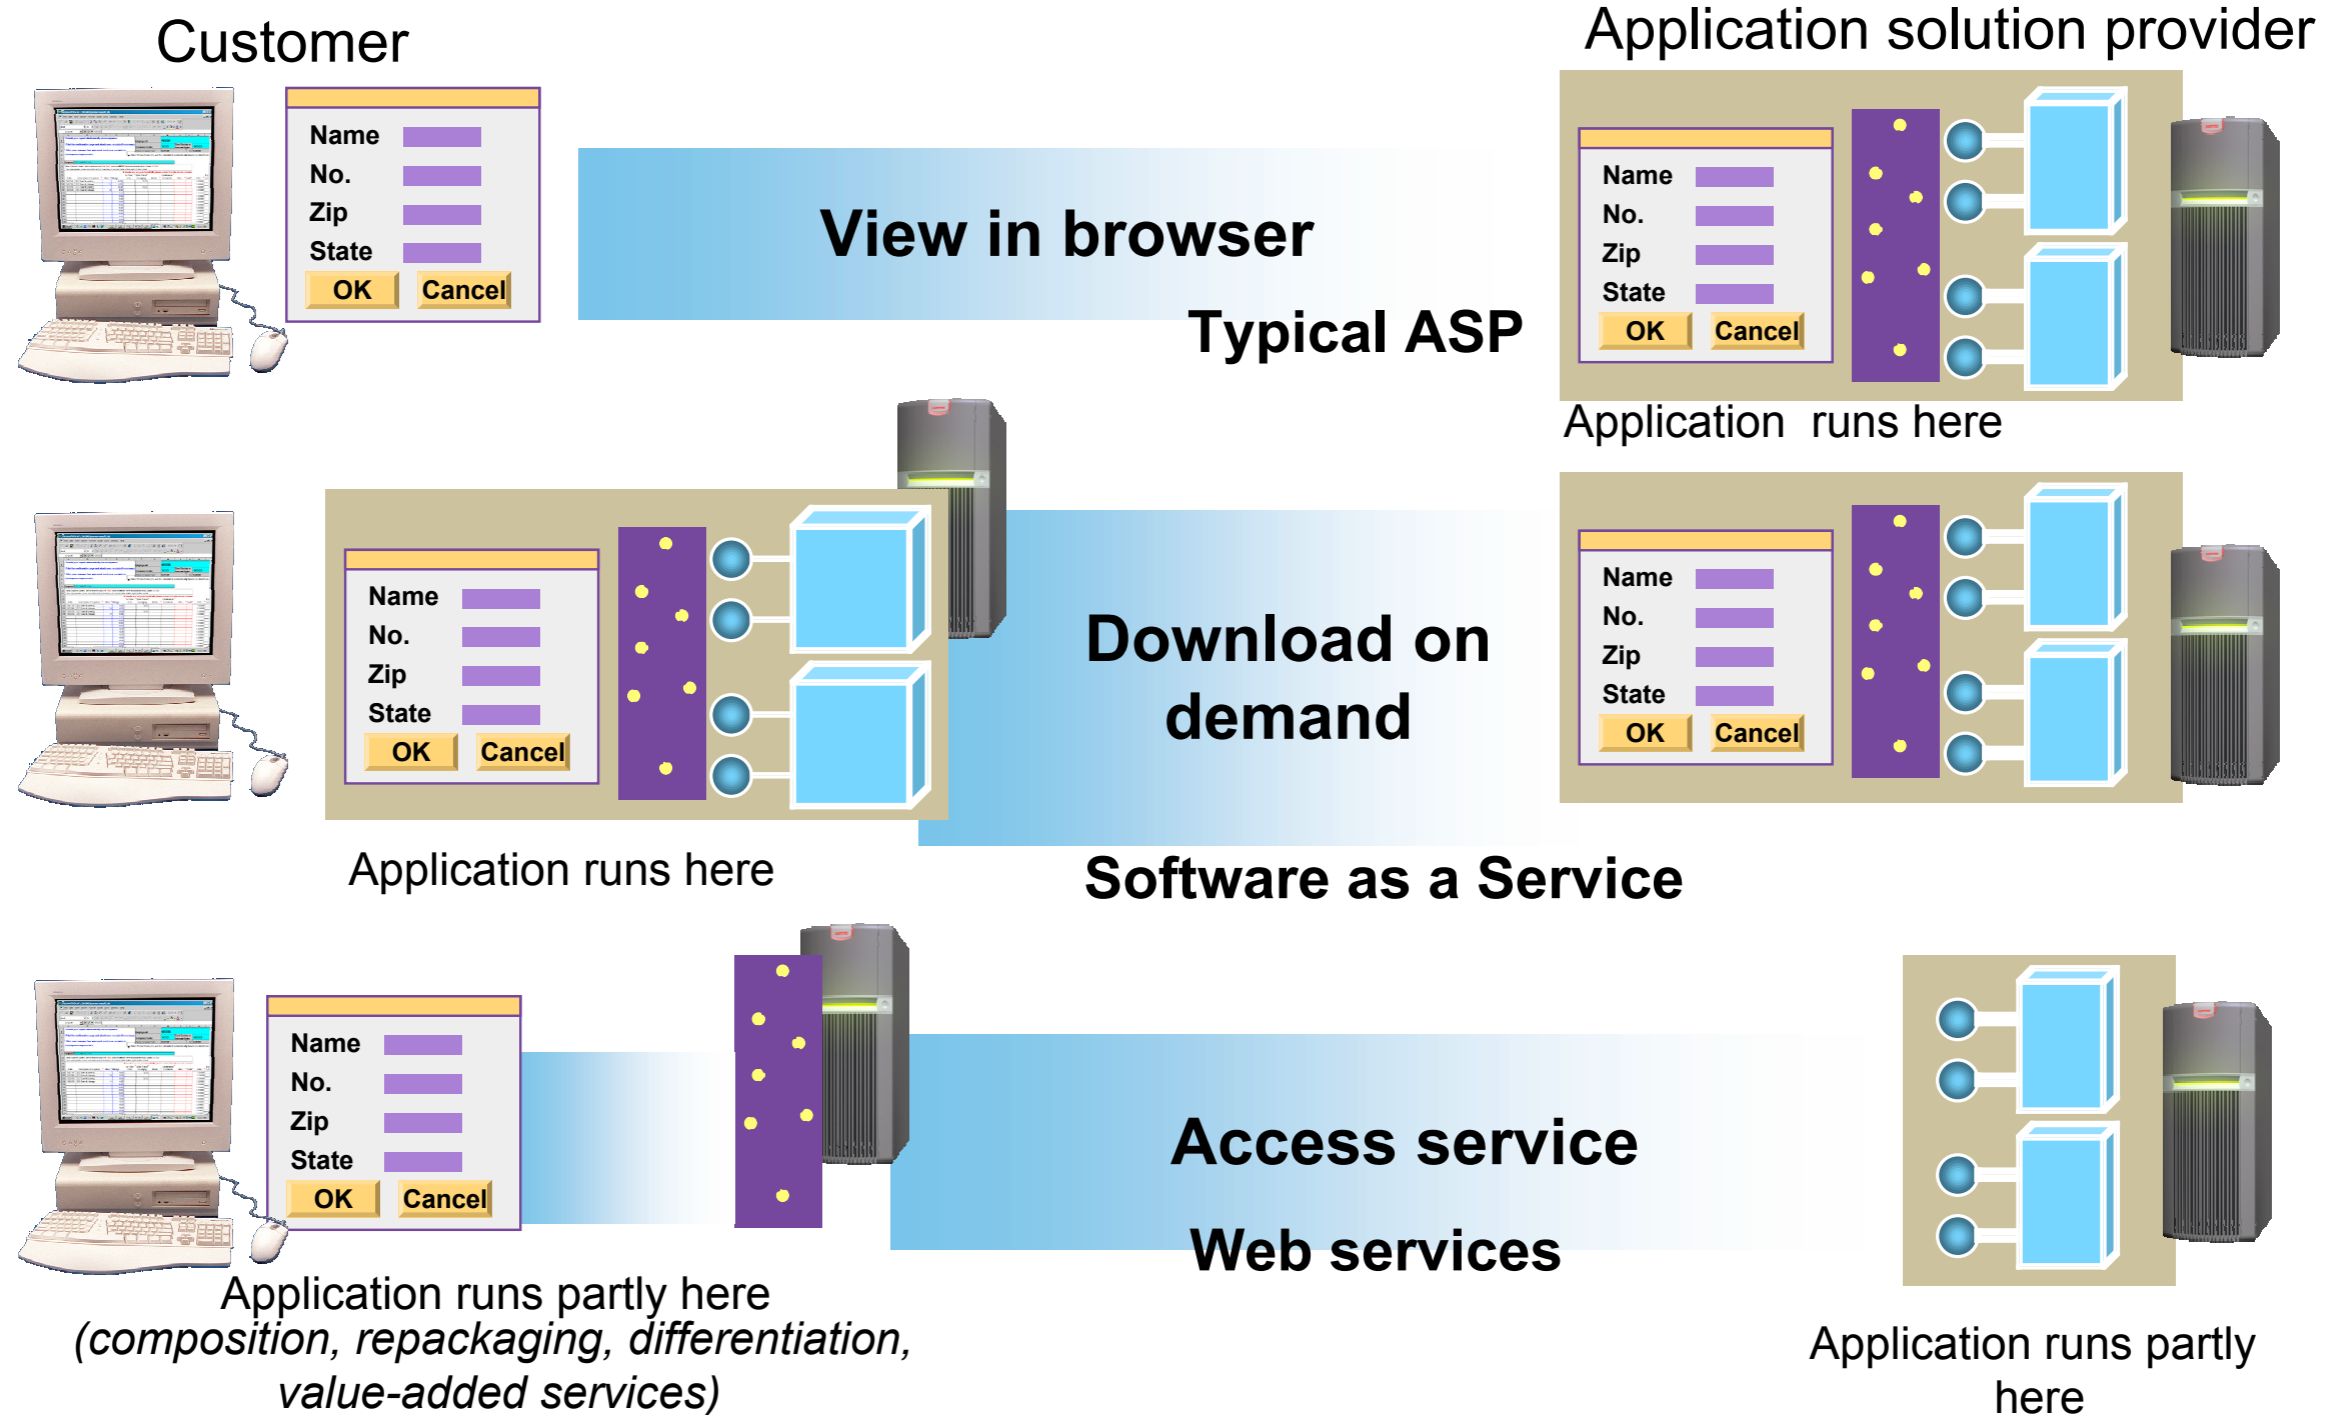 Customer
Application solution provider
Name
No.
Zip
State
OK Cancel
View in browser
Typical ASP
Name
No.
Zip
State
OK Cancel
Application runs here
Name
No.
Zip
State
OK Cancel
Application runs here
Download on
demand
Software as a Service
Name
No.
Zip
State
OK Cancel
Name
No.
Zip
State
OK Cancel
Application runs partly here
(composition, repackaging, differentiation,
value-added services)
Access service
Web services
Application runs partly
here